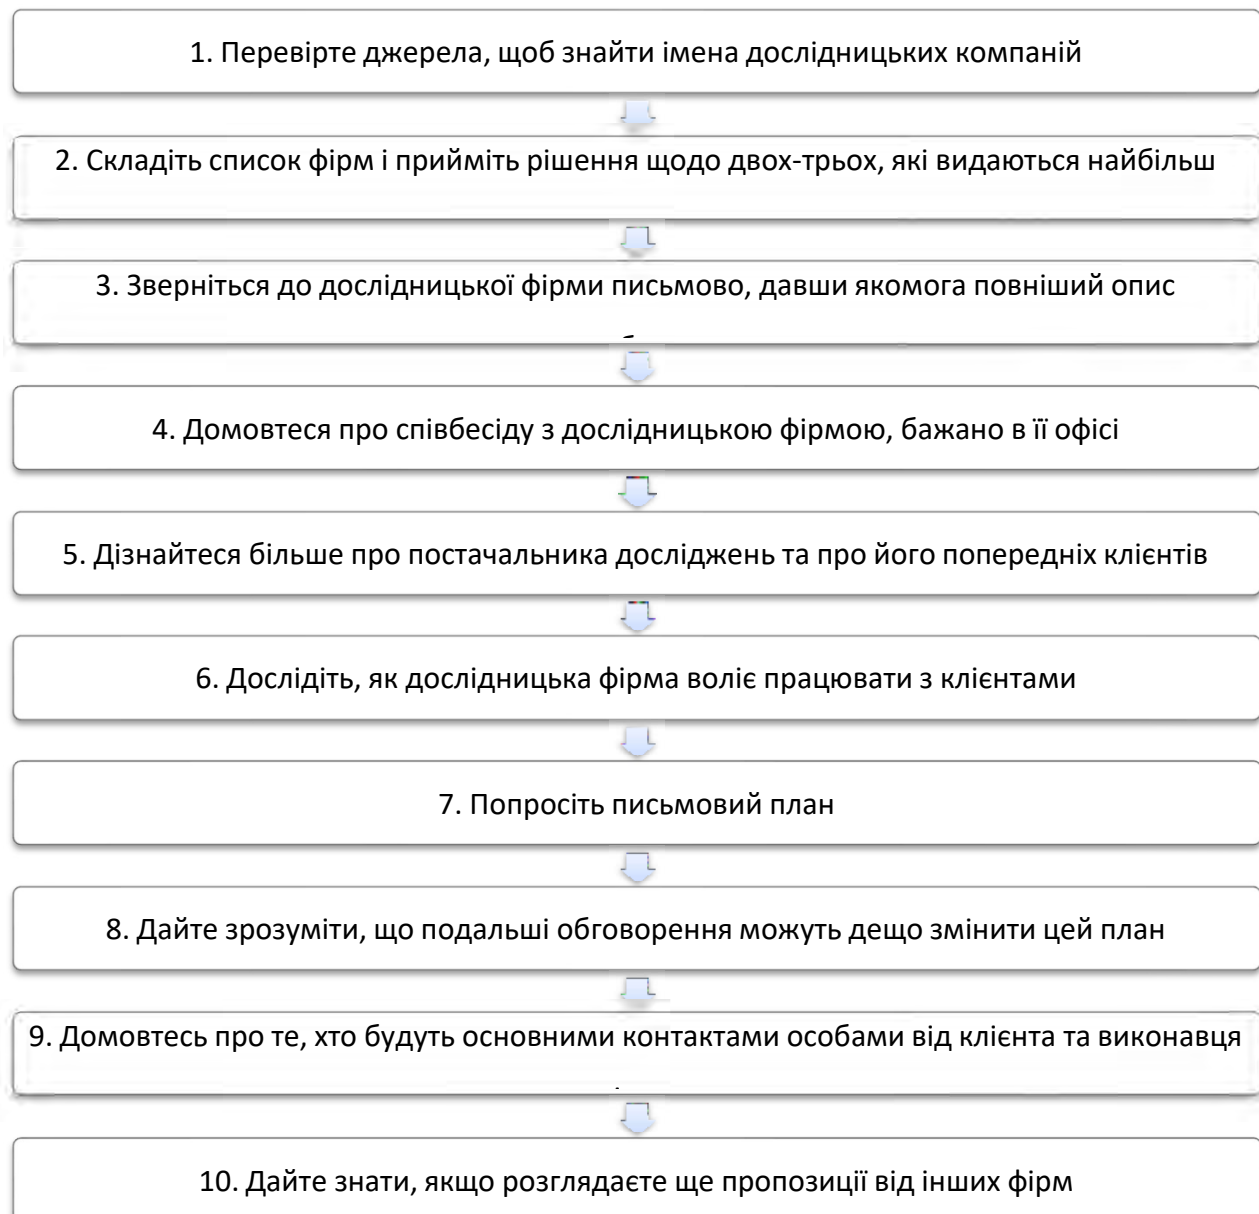 1. Перевірте джерела, щоб знайти імена дослідницьких компаній
2. Складіть список фірм і прийміть рішення щодо двох-трьох, які видаються найбільш
3. Зверніться до дослідницької фірми письмово, давши якомога повніший опис
4. Домовтеся про співбесіду з дослідницькою фірмою, бажано в її офісі
5. Дізнайтеся більше про постачальника досліджень та про його попередніх клієнтів
6. Дослідіть, як дослідницька фірма воліє працювати з клієнтами
7. Попросіть письмовий план
8. Дайте зрозуміти, що подальші обговорення можуть дещо змінити цей план
9. Домовтесь про те, хто будуть основними контактами особами від клієнта та виконавця
10. Дайте знати, якщо розглядаєте ще пропозиції від інших фірм